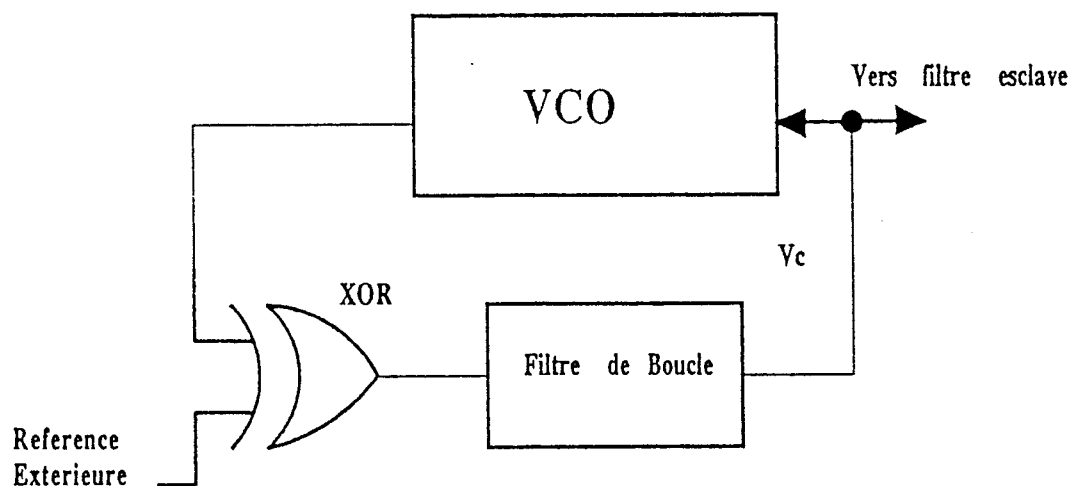 VCO
Vers filtre esclave
Vc
XOR
Filtre de Boucle
Reference
Exterieure